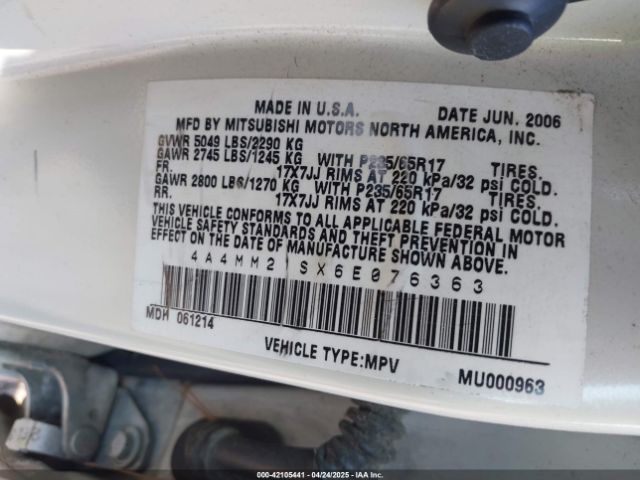 MADE IN U.S.A. DATE JUN. 2006
MFD BY MITSUBISHI MOTORS NORTH AMERICA, INC.
GVWR 5049 LBS/2290 KG
GAWR 2745 LBS/1245 KG WITH P235/65R17 TIRES.
FR. 17X7JJ RIMS AT 220 kPa/32 psi COLD.
GAWR 2800 LBS/1270 KG WITH P235/65R17 TIRES.
RR. 17X7JJ RIMS AT 220 kPa/32 psi COLD.
THIS VEHICLE CONFORMS TO ALL APPLICABLE FEDERAL MOTOR
VEHICLE SAFETY STANDARDS AND THEFT PREVENTION IN
EFFECT ON THE DATE OF MANUFACTURE SHOWN ABOVE.
4A4MM2 SX6E076363
MDH 061214
VEHICLE TYPE:MPV MU000963
000-42105441 - 04/24/2025 - IAAI.COM